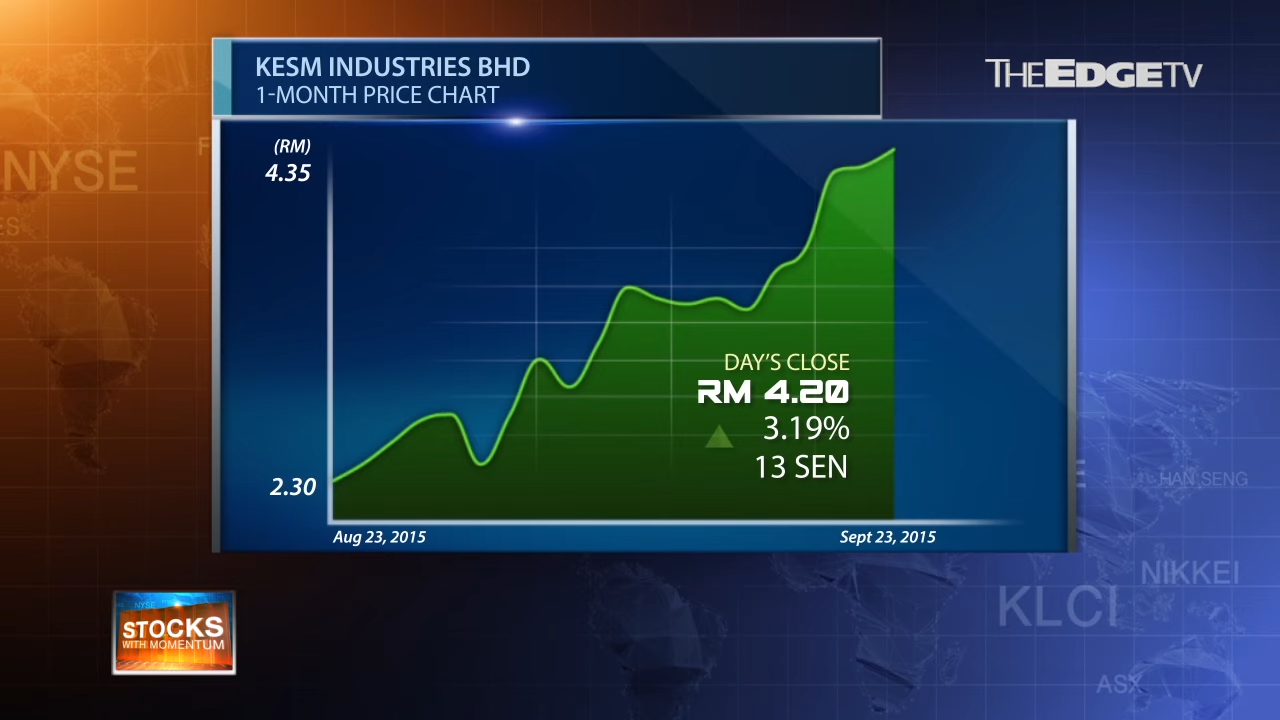 KESM INDUSTRIES BHD
1-MONTH PRICE CHART
THEEDGETV
(RM)
4.35
NYSE
DAY'S CLOSE
RM 4.20
3.19%
13 SEN
2.30
Aug 23, 2015
Sept 23, 2015
HAN SENG
NIKKEI
KLCI
ASX
NYSE
STOCKS
WITH MOMENTUM